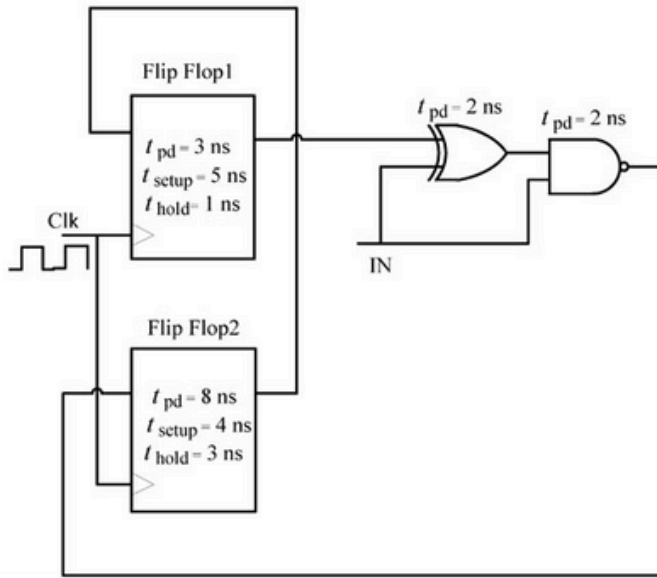 Flip Flop1
t pd = 3 ns
t setup = 5 ns
t hold = 1 ns
Clk
t pd = 2 ns
t pd = 2 ns
IN
Flip Flop2
t pd = 8 ns
t setup = 4 ns
t hold = 3 ns